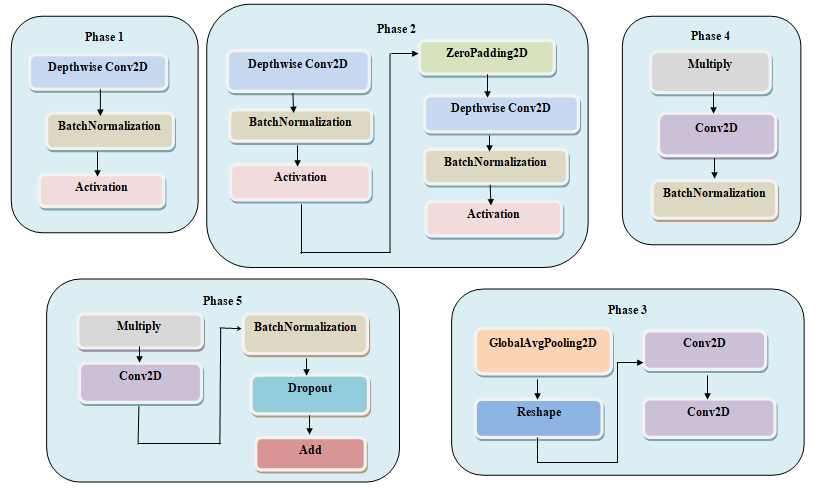 Phase 1
Depthwise Conv2D
BatchNormalization
Activation
Phase 2
Depthwise Conv2D
BatchNormalization
Activation
ZeroPadding2D
Depthwise Conv2D
BatchNormalization
Activation
Phase 4
Multiply
Conv2D
BatchNormalization
Phase 5
Multiply
Conv2D
BatchNormalization
Dropout
Add
Phase 3
GlobalAvgPooling2D
Reshape
Conv2D
Conv2D